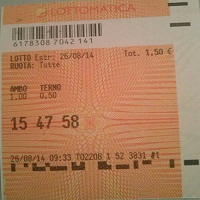 LOTTOMATICA
6178308 7042 141
LOTTO Estr: 26/08/14 Tot. 1,50 €
RUOTA: Tutte
AMBO TERNO
1.00 0.50
15 47 58
26/08/14 09:33 T02208 1 52 3831